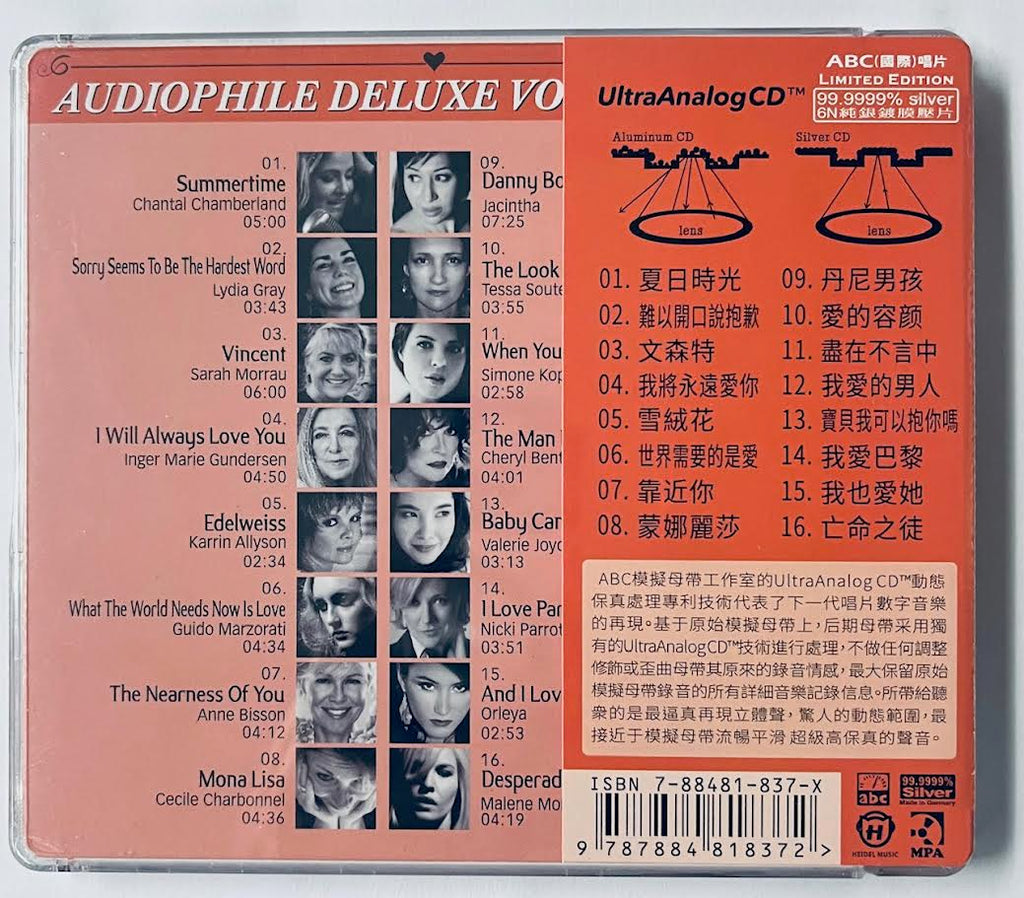 AUDIOPHILE DELUXE VO
01.
Summertime
Chantal Chamberland
05:00
02.
Sorry Seems To Be The Hardest Word
Lydia Gray
03:43
03.
Vincent
Sarah Morrau
06:00
04.
I Will Always Love You
Inger Marie Gundersen
04:50
05.
Edelweiss
Karrin Allyson
02:34
06.
What The World Needs Now Is Love
Guido Marzorati
04:34
07.
The Nearness Of You
Anne Bisson
04:12
08.
Mona Lisa
Cecile Charbonnel
04:36
09.
Danny Bo
Jacintha
07:25
10.
The Look
Tessa Soute
03:55
11.
When You
Simone Kop
02:58
12.
The Man
Cheryl Bent
04:01
13.
Baby Can
Valerie Joyc
03:13
14.
I Love Par
Nicki Parrot
03:51
15.
And I Lov
Orleya
02:53
16.
Desperad
Malene Mo
04:19
UltraAnalogCD™
ABC(國際)唱片
LIMITED EDITION
99.9999% silver
6N純銀鍍膜壓片
Aluminum CD
Silver CD
lens
lens
01. 夏日時光
02. 難以開口說抱歉
03. 文森特
04. 我將永遠愛你
05. 雪絨花
06. 世界需要的是愛
07. 靠近你
08. 蒙娜麗莎
09. 丹尼男孩
10. 愛的容颜
11. 盡在不言中
12. 我愛的男人
13. 寶貝我可以抱你嗎
14. 我愛巴黎
15. 我也愛她
16. 亡命之徒
ABC模擬母帶工作室的UltraAnalog CD™動態
保真處理專利技術代表了下一代唱片數字音樂
的再現。基于原始模擬母帶上，后期母帶采用獨
有的UltraAnalogCD™技術進行處理，不做任何調整
修飾或歪曲母帶其原來的錄音情感，最大保留原始
模擬母帶錄音的所有詳細音樂記錄信息。所帶給聽
衆的是最逼真再現立體聲，驚人的動態範圍，最
接近于模擬母帶流暢平滑 超級高保真的聲音。
ISBN 7-88481-837-X
9 787884 818372 >
abc
99.9999%
Silver
Made in Germany
H
HEIDEL MUSIC
MPA